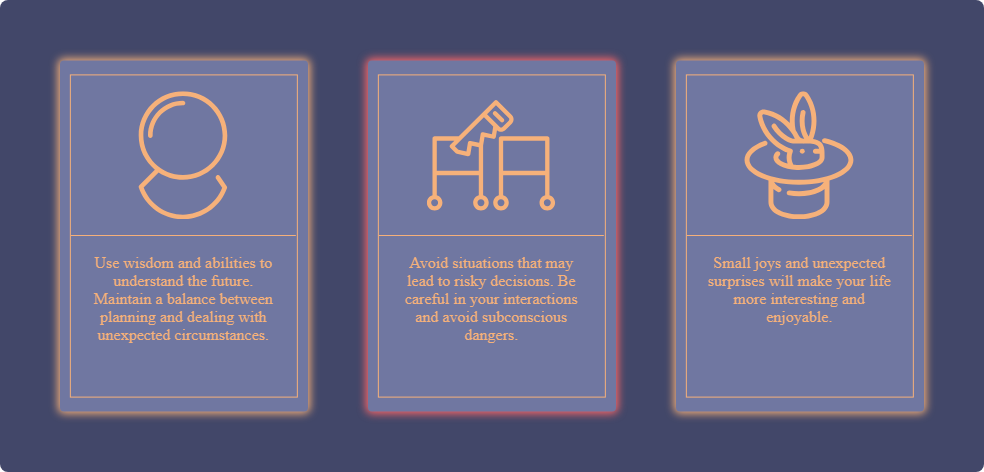 Use wisdom and abilities to
understand the future.
Maintain a balance between
planning and dealing with
unexpected circumstances.
Avoid situations that may
lead to risky decisions. Be
careful in your interactions
and avoid subconscious
dangers.
Small joys and unexpected
surprises will make your life
more interesting and
enjoyable.